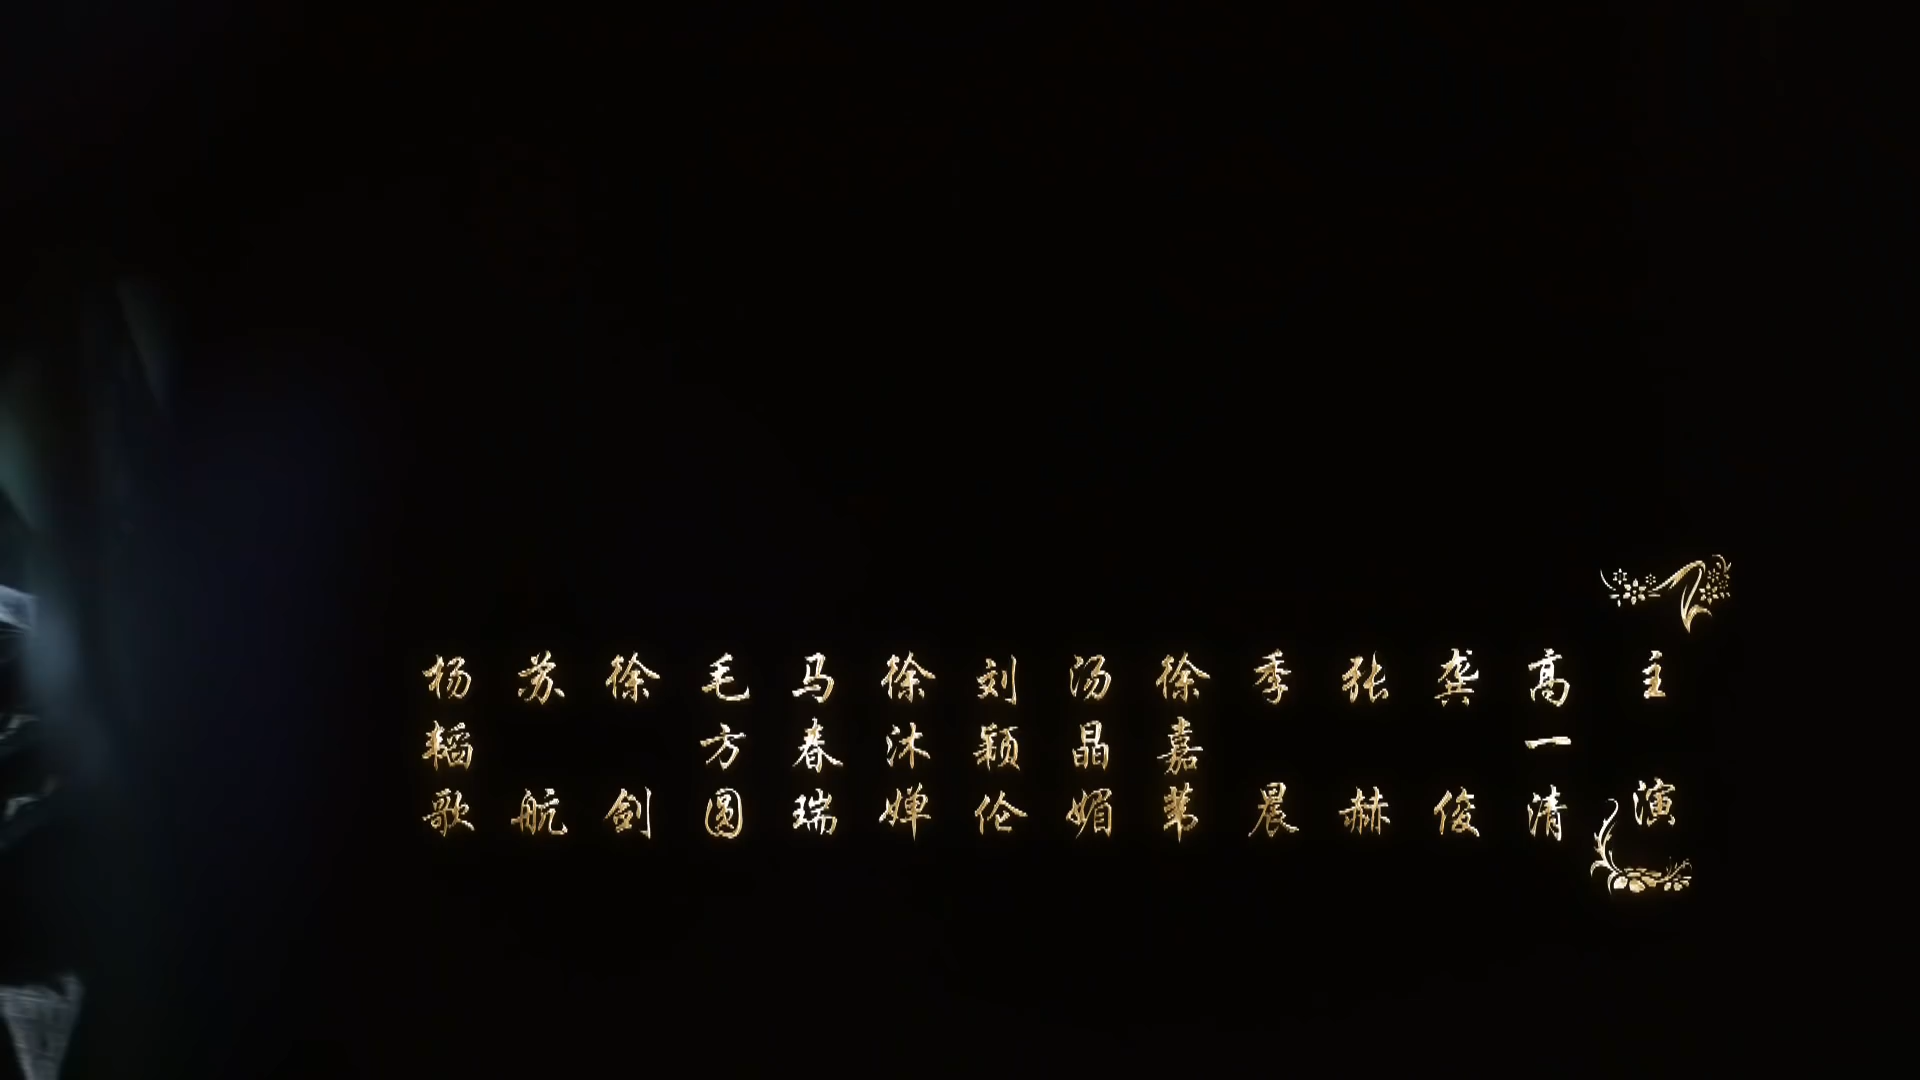 主演
高一清
龚俊
张赫
季晨
徐嘉苇
汤晶媚
刘颖伦
徐沐婵
马春瑞
毛方圆
徐剑
苏航
杨韬歌